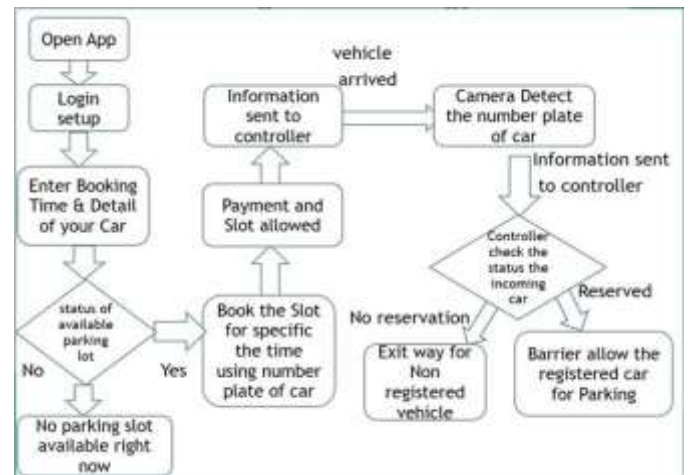 Open App
Login
setup
Enter Booking
Time & Detail
of your Car
status of
available
parking
lot
No
Yes
No parking slot
available right
now
Book the Slot
for specific
the time
using number
plate of car
Payment and
Slot allowed
Information
sent to
controller
vehicle
arrived
Camera Detect
the number plate
of car
Information sent
to controller
Controller
check the
status the
incoming
car
No reservation
Reserved
Exit way for
Non
registered
vehicle
Barrier allow the
registered car
for Parking